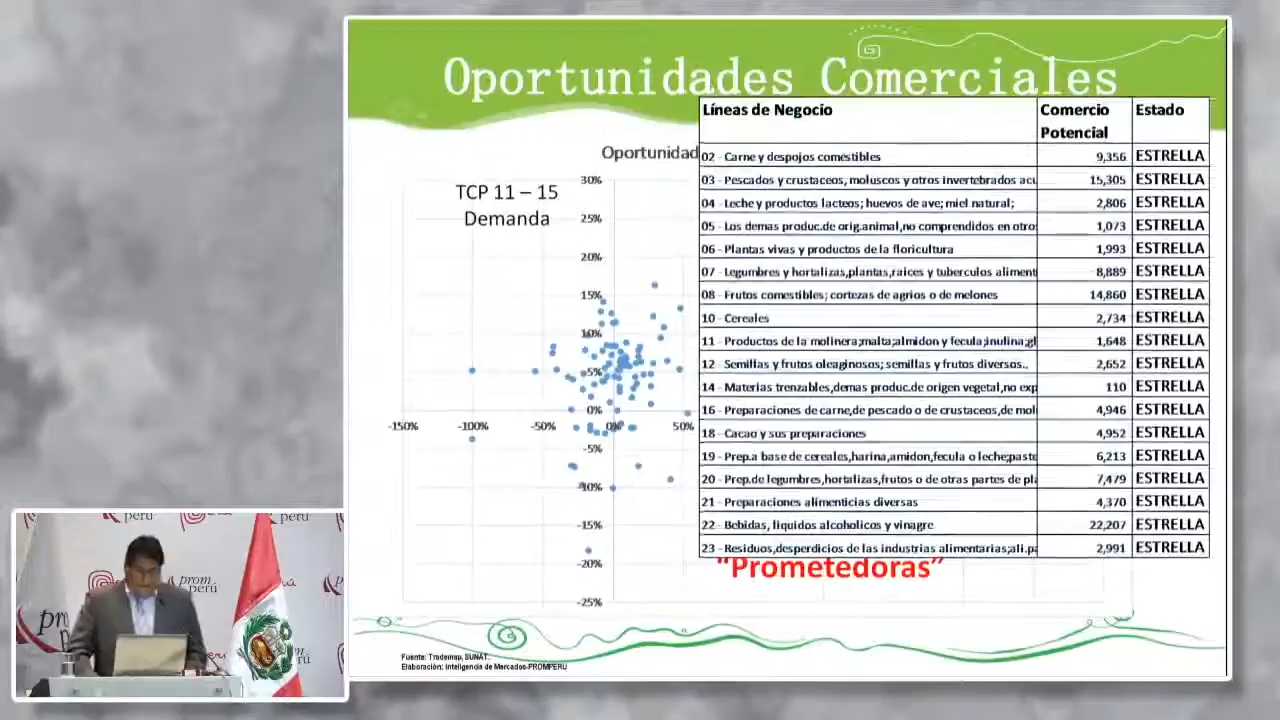 Oportunidades Comerciales
Oportunidad
TCP 11 – 15
Demanda
30%
25%
20%
15%
10%
5%
0%
-150%
-100%
-50%
0%
50%
-5%
-10%
-15%
-20%
-25%
Líneas de Negocio Comercio Potencial Estado
02 - Carne y despojos comestibles 9,356 ESTRELLA
03 - Pescados y crustaceos, moluscos y otros invertebrados acu 15,305 ESTRELLA
04 - Leche y productos lacteos; huevos de ave; miel natural; 2,806 ESTRELLA
05 - Los demas produc.de orig.animal,no comprendidos en otros 1,073 ESTRELLA
06 - Plantas vivas y productos de la floricultura 1,993 ESTRELLA
07 - Legumbres y hortalizas,plantas,raices y tuberculos aliment 8,889 ESTRELLA
08 - Frutos comestibles; cortezas de agrios o de melones 14,860 ESTRELLA
10 - Cereales 2,734 ESTRELLA
11 - Productos de la molinera;malta;almidon y fecula;inulina;gl 1,648 ESTRELLA
12 - Semillas y frutos oleaginosos; semillas y frutos diversos., 2,652 ESTRELLA
14 - Materias trenzables,demas produc.de origen vegetal,no exp 110 ESTRELLA
16 - Preparaciones de carne,de pescado o de crustaceos,de mol 4,946 ESTRELLA
18 - Cacao y sus preparaciones 4,952 ESTRELLA
19 - Prep.a base de cereales,harina,amidon,fecula o leche;paste 6,213 ESTRELLA
20 - Prep.de legumbres,hortalizas,frutos o de otras partes de pla 7,479 ESTRELLA
21 - Preparaciones alimenticias diversas 4,370 ESTRELLA
22 - Bebidas, liquidos alcoholicos y vinagre 22,207 ESTRELLA
23 - Residuos,desperdicios de las industrias alimentarias;ali.pa 2,991 ESTRELLA
“Prometedoras”
Fuente: Trademap, SUNAT.
Elaboración: Inteligencia de Mercados-PROMPERU
perú
perú
prom
perú